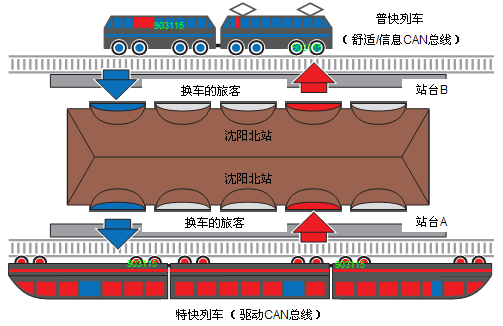 903115
903115
普快列车
（ 舒适/信息CAN总线）
换车的旅客
站台B
沈阳北站
沈阳北站
换车的旅客
站台A
903115
903115
特快列车 （ 驱动CAN总线）